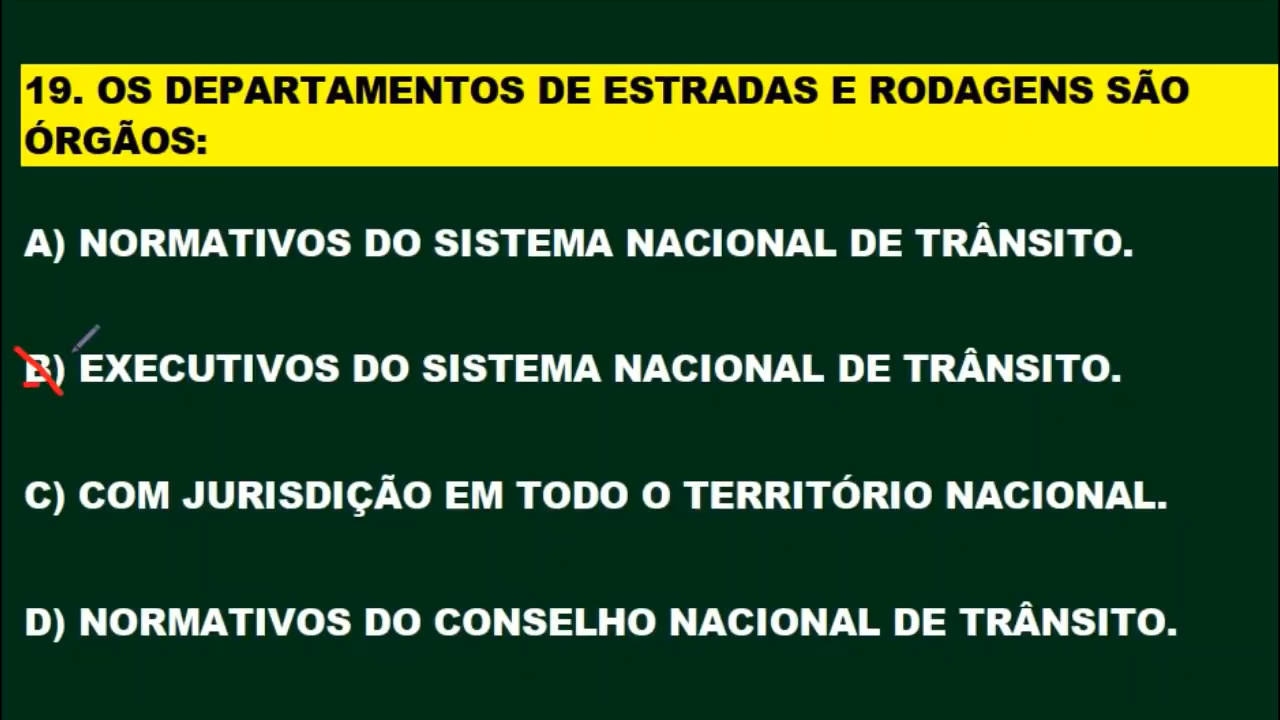 19. OS DEPARTAMENTOS DE ESTRADAS E RODAGENS SÃO
ÓRGÃOS:
A) NORMATIVOS DO SISTEMA NACIONAL DE TRÂNSITO.
B) EXECUTIVOS DO SISTEMA NACIONAL DE TRÂNSITO.
C) COM JURISDIÇÃO EM TODO O TERRITÓRIO NACIONAL.
D) NORMATIVOS DO CONSELHO NACIONAL DE TRÂNSITO.